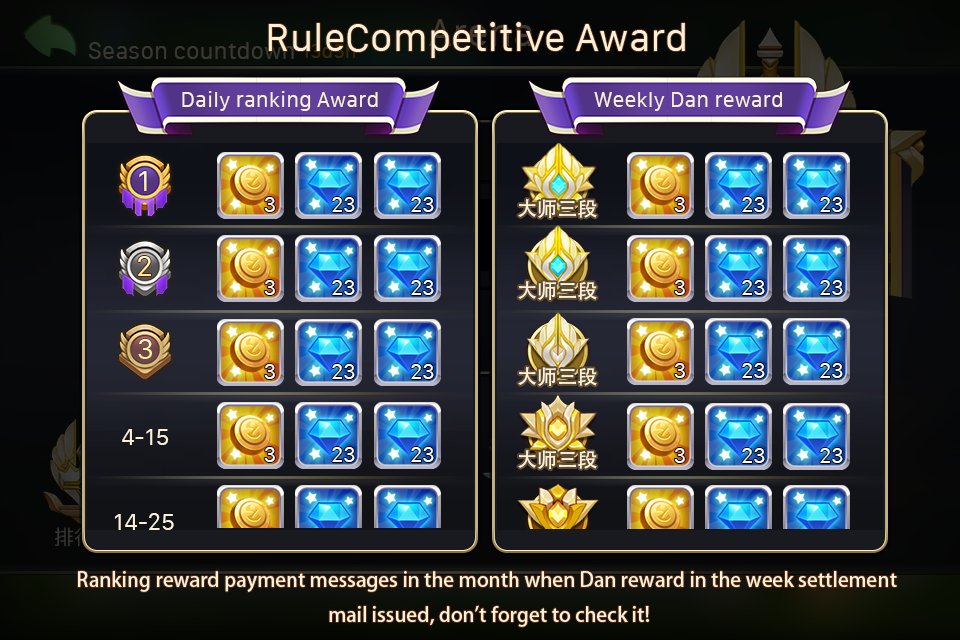 RuleCompetitive Award
Season countdown
Daily ranking Award
Weekly Dan reward
1 3 23 23
大师三段 3 23 23
2 3 23 23
大师三段 3 23 23
3 3 23 23
大师三段 3 23 23
4-15 3 23 23
大师三段 3 23 23
14-25
Ranking reward payment messages in the month when Dan reward in the week settlement
mail issued, don't forget to check it!